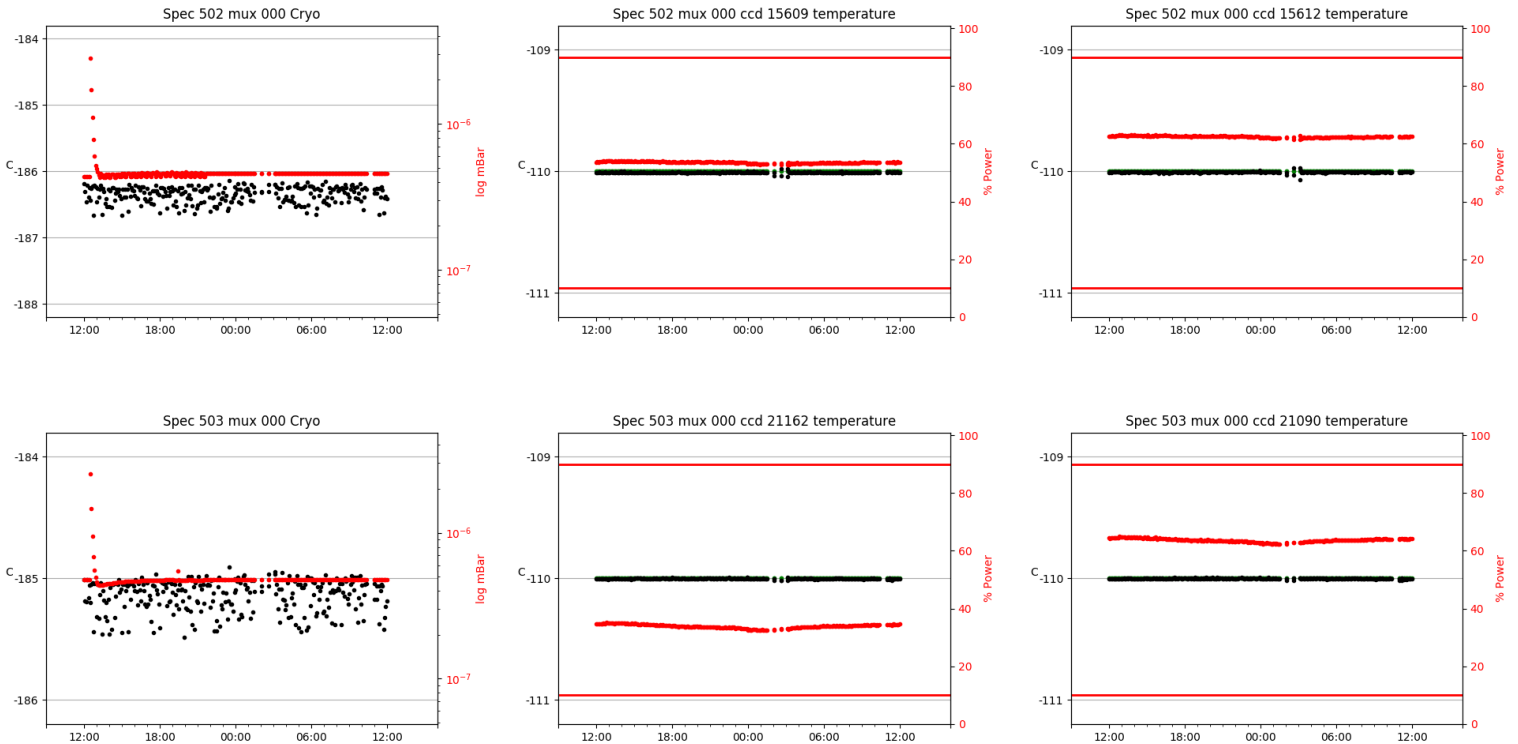 Spec 502 mux 000 Cryo
-184
-185
-186
-187
-188
C
10^-6
10^-7
log mBar
12:00 18:00 00:00 06:00 12:00
Spec 502 mux 000 ccd 15609 temperature
-109
-110
-111
C
100
80
60
40
20
0
% Power
12:00 18:00 00:00 06:00 12:00
Spec 502 mux 000 ccd 15612 temperature
-109
-110
-111
C
100
80
60
40
20
0
% Power
12:00 18:00 00:00 06:00 12:00
Spec 503 mux 000 Cryo
-184
-185
-186
C
10^-6
10^-7
log mBar
12:00 18:00 00:00 06:00 12:00
Spec 503 mux 000 ccd 21162 temperature
-109
-110
-111
C
100
80
60
40
20
0
% Power
12:00 18:00 00:00 06:00 12:00
Spec 503 mux 000 ccd 21090 temperature
-109
-110
-111
C
100
80
60
40
20
0
% Power
12:00 18:00 00:00 06:00 12:00